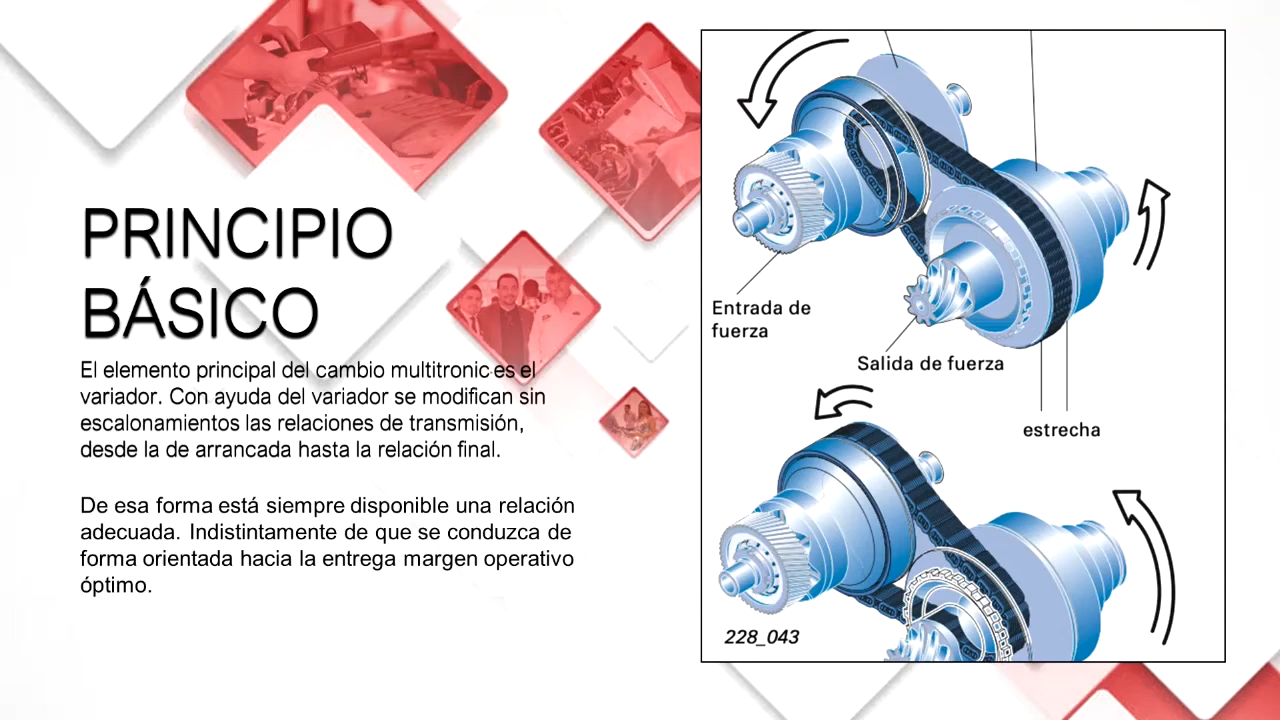 PRINCIPIO
BÁSICO
El elemento principal del cambio multitronic es el
variador. Con ayuda del variador se modifican sin
escalonamientos las relaciones de transmisión,
desde la de arrancada hasta la relación final.
De esa forma está siempre disponible una relación
adecuada. Indistintamente de que se conduzca de
forma orientada hacia la entrega margen operativo
óptimo.
Entrada de
fuerza
Salida de fuerza
estrecha
228_043